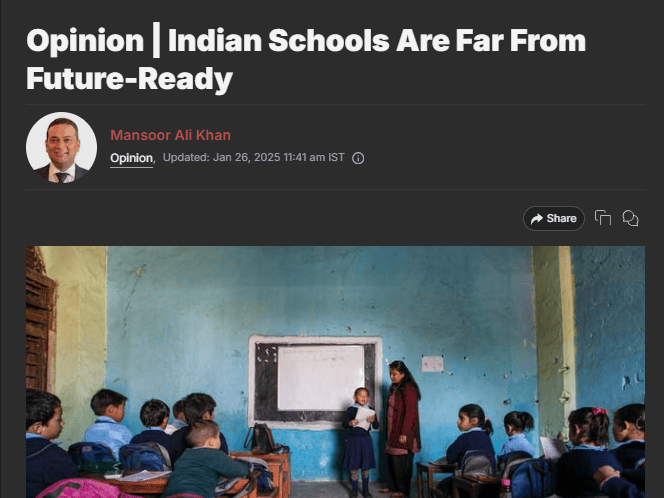 Opinion | Indian Schools Are Far From
Future-Ready
Mansoor Ali Khan
Opinion, Updated: Jan 26, 2025 11:41 am IST
Share